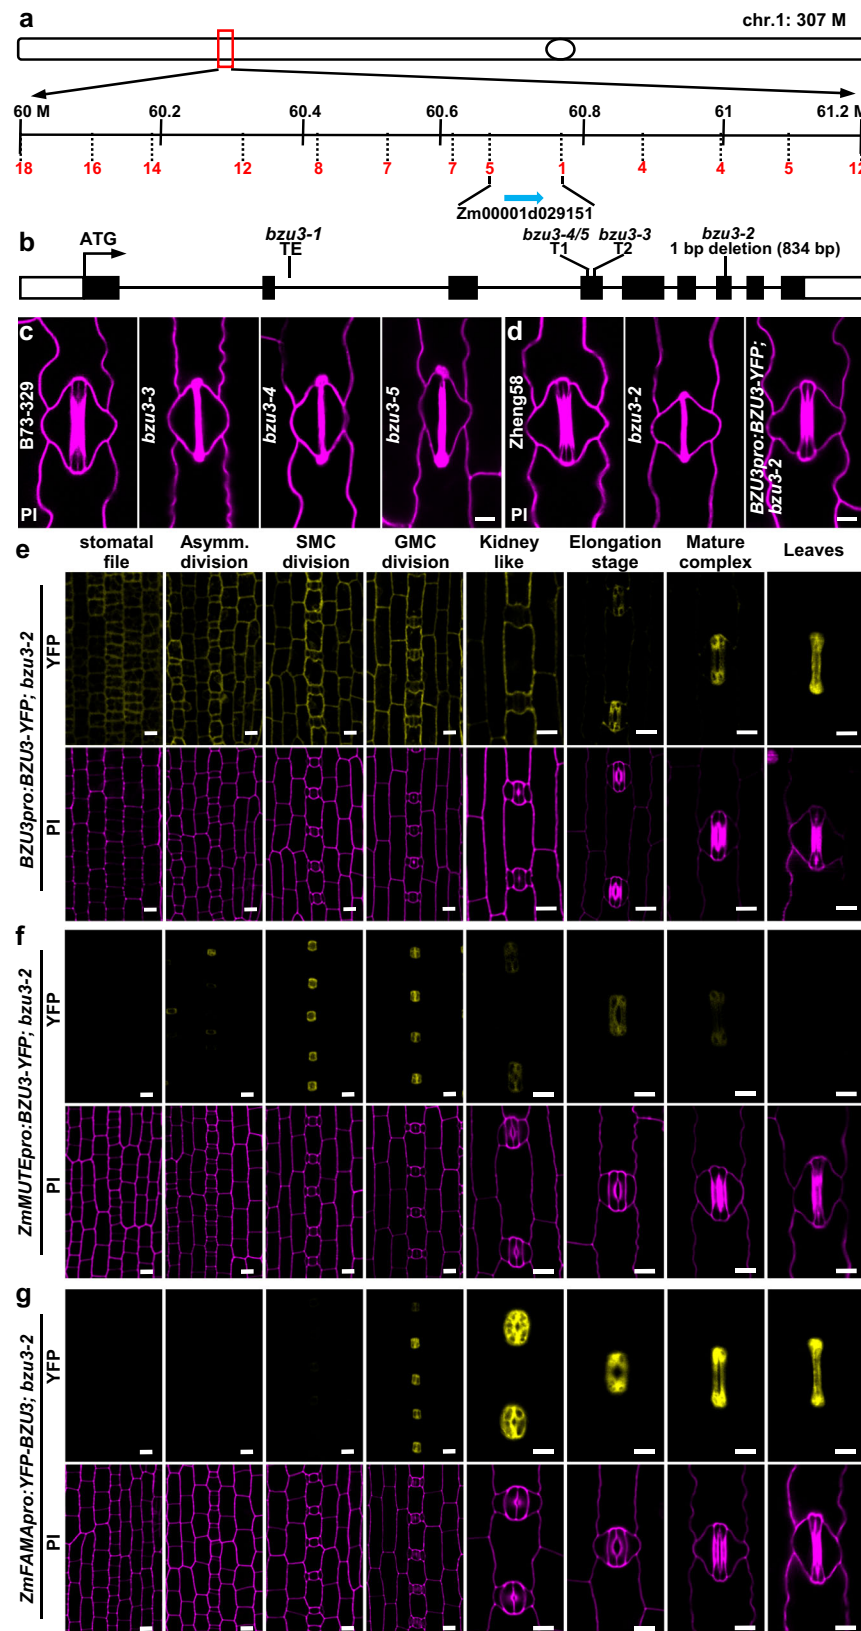 a
chr.1: 307 M
60 M 60.2 60.4 60.6 60.8 61 61.2 M
18 16 14 12 8 7 7 5 1 4 4 5 12
Zm00001d029151
b
ATG
bzu3-1
TE
bzu3-4/5
T1
bzu3-3
T2
bzu3-2
1 bp deletion (834 bp)
c
B73-329
PI
bzu3-3
bzu3-4
bzu3-5
d
Zheng58
PI
bzu3-2
BZU3pro:BZU3-YFP;
bzu3-2
e
stomatal
file
Asymm.
division
SMC
division
GMC
division
Kidney
like
Elongation
stage
Mature
complex
Leaves
BZU3pro:BZU3-YFP; bzu3-2
YFP
PI
f
ZmMUTEpro:BZU3-YFP; bzu3-2
YFP
PI
g
ZmFAMApro:YFP-BZU3; bzu3-2
YFP
PI